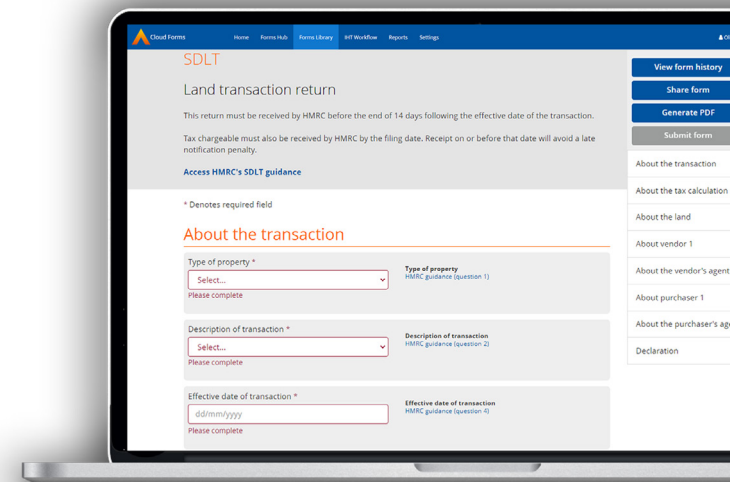 Cloud Forms
Home Forms Hub Forms Library IHT Workflow Reports Settings
SDLT
Land transaction return
This return must be received by HMRC before the end of 14 days following the effective date of the transaction.
Tax chargeable must also be received by HMRC by the filing date. Receipt on or before that date will avoid a late
notification penalty.
Access HMRC's SDLT guidance
* Denotes required field
About the transaction
Type of property *
Select...
Please complete
Type of property
HMRC guidance (question 1)
Description of transaction *
Select...
Please complete
Description of transaction
HMRC guidance (question 2)
Effective date of transaction *
dd/mm/yyyy
Please complete
Effective date of transaction
HMRC guidance (question 4)
View form history
Share form
Generate PDF
Submit form
About the transaction
About the tax calculation
About the land
About vendor 1
About the vendor's agent
About purchaser 1
About the purchaser's
Declaration